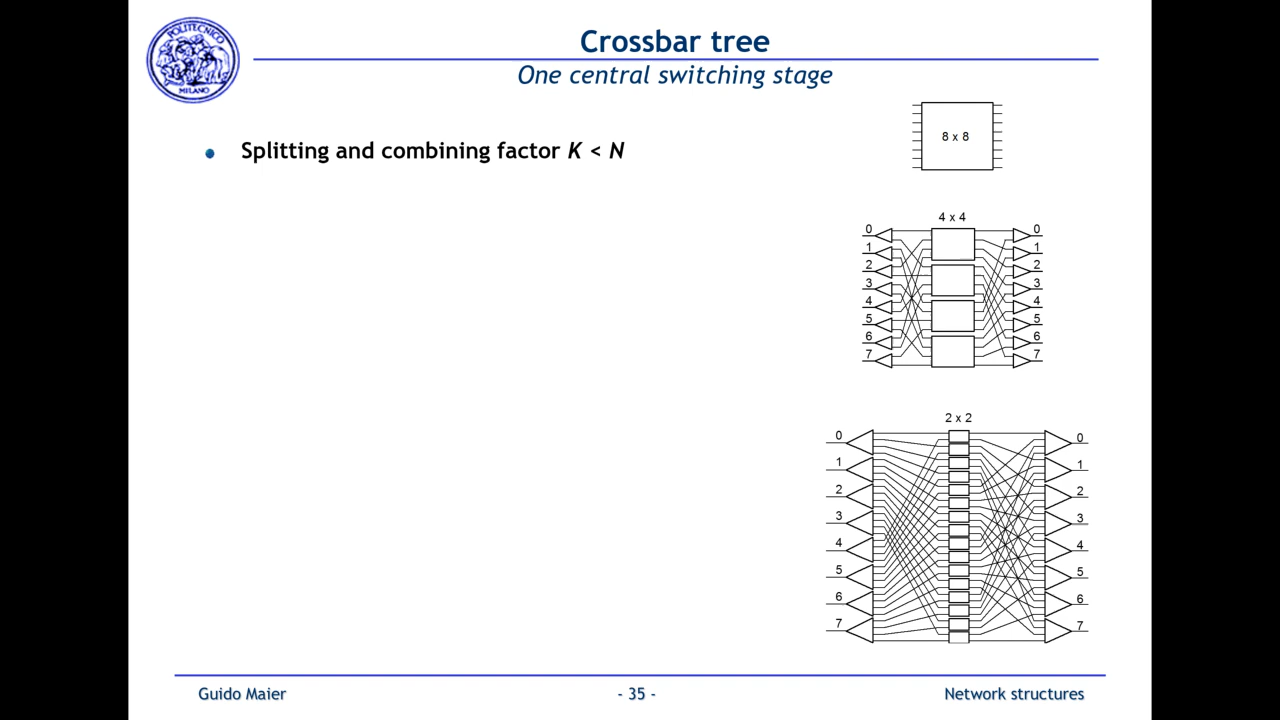 POLITECNICO
MILANO
Crossbar tree
One central switching stage
• Splitting and combining factor K < N
8 x 8
4 x 4
0 0
1 1
2 2
3 3
4 4
5 5
6 6
7 7
2 x 2
0 0
1 1
2 2
3 3
4 4
5 5
6 6
7 7
Guido Maier
- 35 -
Network structures